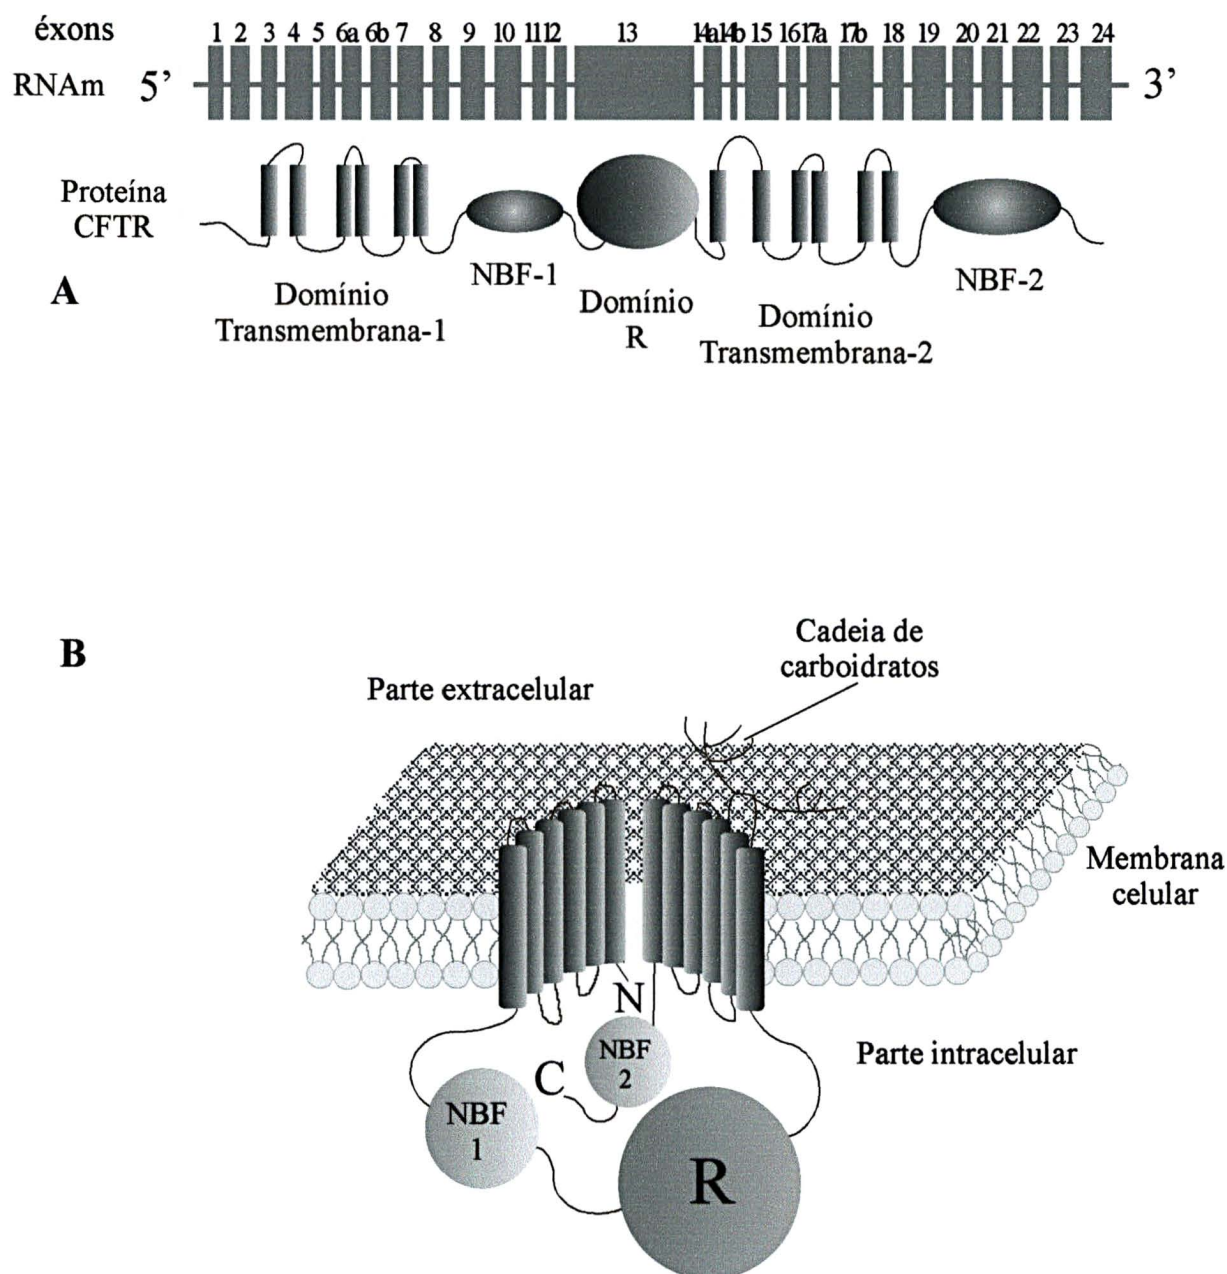 éxons 1 2 3 4 5 6a 6b 7 8 9 10 11 12 13 14a 14b 15 16 17a 17b 18 19 20 21 22 23 24
RNAm 5’ 3’
Proteína
CFTR
A
Domínio
Transmembrana-1
NBF-1
Domínio
R
Domínio
Transmembrana-2
NBF-2
B
Cadeia de
carboidratos
Parte extracelular
Membrana
celular
N
NBF
2
C
Parte intracelular
NBF
1
R